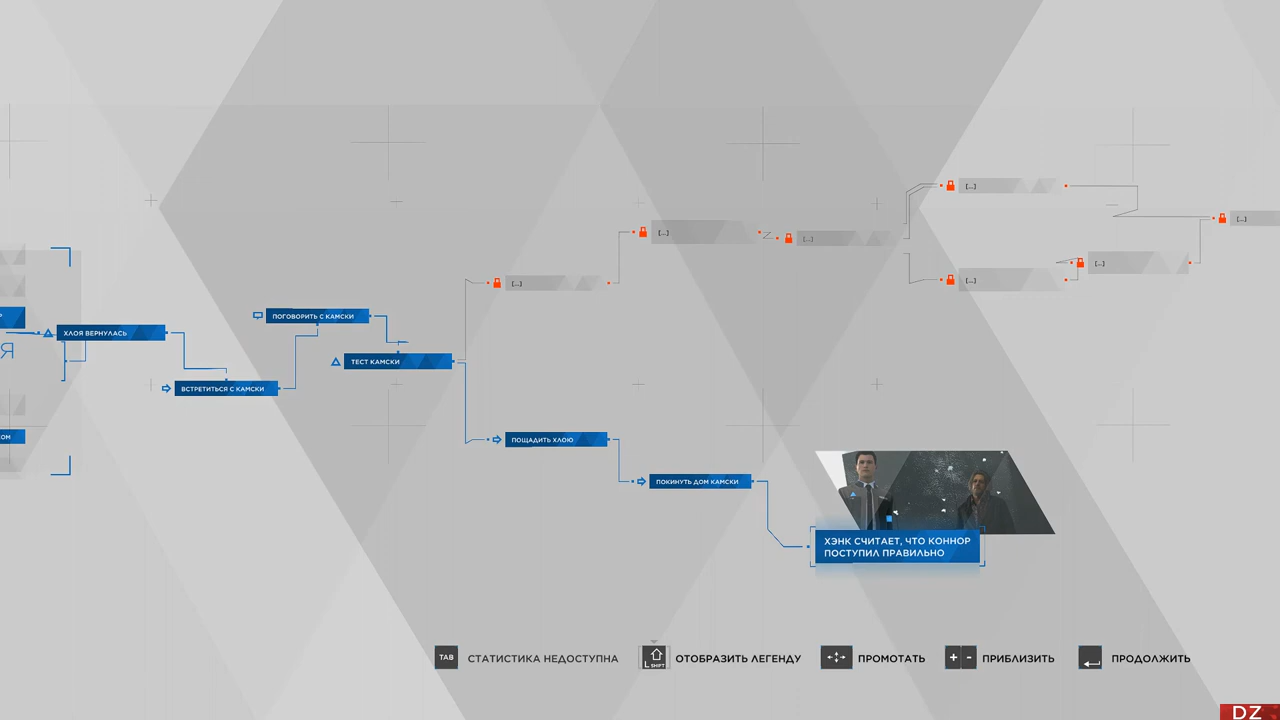 [...]
[...]
[...]
[...]
[...]
[...]
[...]
Р
Я
ОМ
ХЛОЯ ВЕРНУЛАСЬ
ВСТРЕТИТЬСЯ С КАМСКИ
ПОГОВОРИТЬ С КАМСКИ
ТЕСТ КАМСКИ
ПОЩАДИТЬ ХЛОЮ
ПОКИНУТЬ ДОМ КАМСКИ
ХЭНК СЧИТАЕТ, ЧТО КОННОР
ПОСТУПИЛ ПРАВИЛЬНО
TAB СТАТИСТИКА НЕДОСТУПНА
L SHIFT ОТОБРАЗИТЬ ЛЕГЕНДУ
ПРОМОТАТЬ
+ - ПРИБЛИЗИТЬ
ПРОДОЛЖИТЬ
DZ